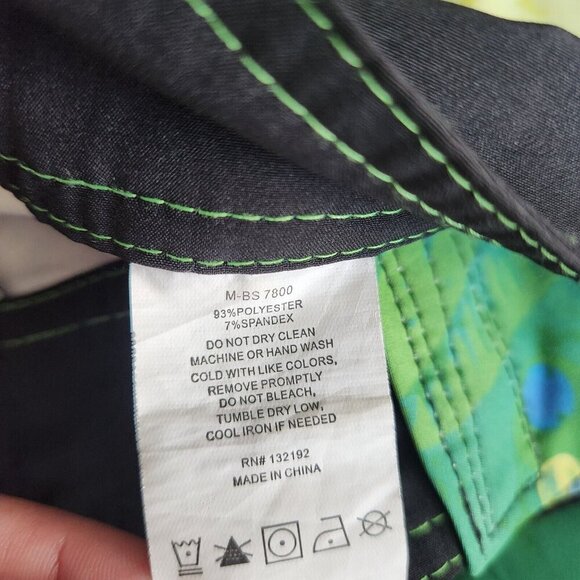 M-BS 7800
93%POLYESTER
7%SPANDEX
DO NOT DRY CLEAN
MACHINE OR HAND WASH
COLD WITH LIKE COLORS,
REMOVE PROMPTLY
DO NOT BLEACH,
TUMBLE DRY LOW,
COOL IRON IF NEEDED
RN# 132192
MADE IN CHINA